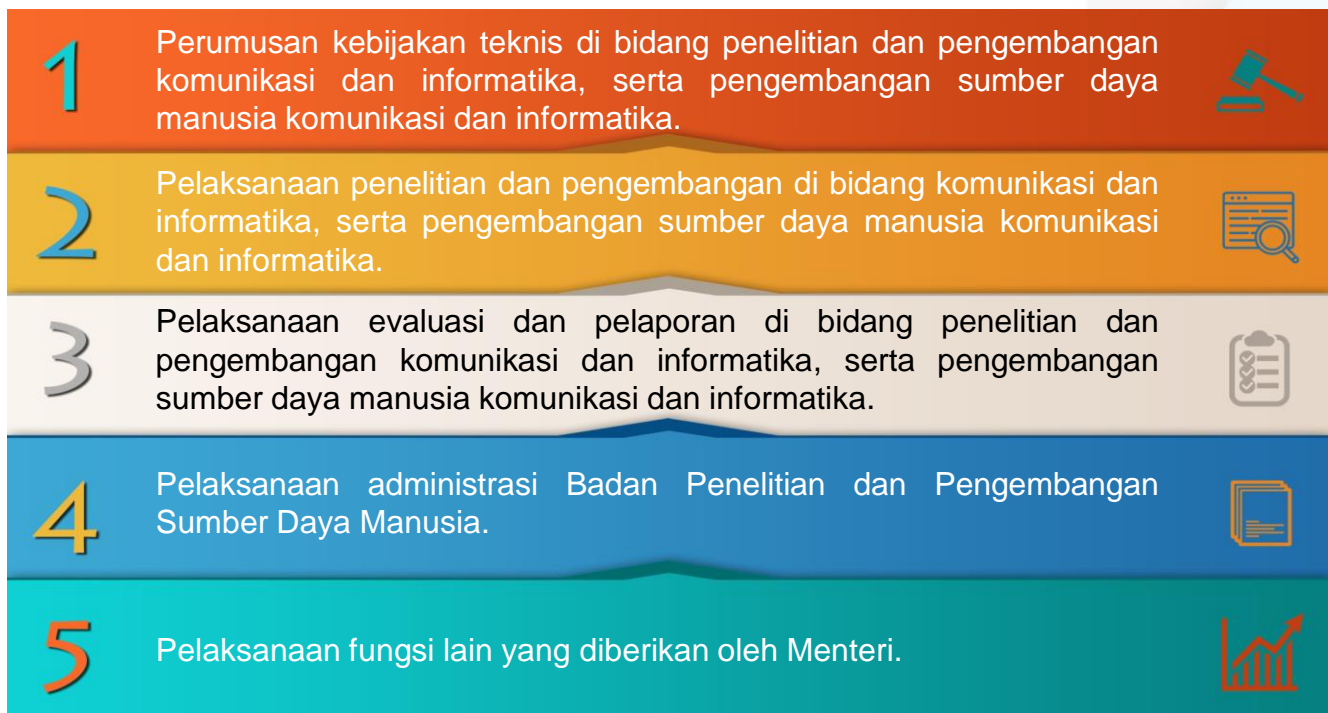 1
Perumusan kebijakan teknis di bidang penelitian dan pengembangan
komunikasi dan informatika, serta pengembangan sumber daya
manusia komunikasi dan informatika.
2
Pelaksanaan penelitian dan pengembangan di bidang komunikasi dan
informatika, serta pengembangan sumber daya manusia komunikasi
dan informatika.
3
Pelaksanaan evaluasi dan pelaporan di bidang penelitian dan
pengembangan komunikasi dan informatika, serta pengembangan
sumber daya manusia komunikasi dan informatika.
4
Pelaksanaan administrasi Badan Penelitian dan Pengembangan
Sumber Daya Manusia.
5
Pelaksanaan fungsi lain yang diberikan oleh Menteri.